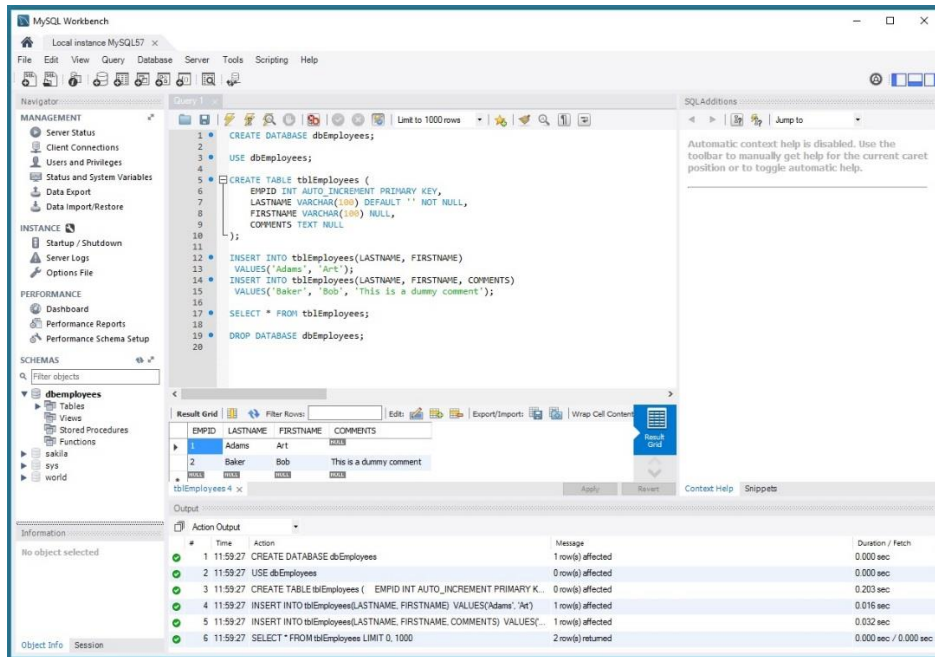 MySQL Workbench
Local instance MySQL57
File Edit View Query Database Server Tools Scripting Help
Navigator
MANAGEMENT
Server Status
Client Connections
Users and Privileges
Status and System Variables
Data Export
Data Import/Restore
INSTANCE
Startup / Shutdown
Server Logs
Options File
PERFORMANCE
Dashboard
Performance Reports
Performance Schema Setup
SCHEMAS
Filter objects
dbemployees
Tables
Views
Stored Procedures
Functions
sakila
sys
world
Information
No object selected
Object Info Session
Query 1
Limit to 1000 rows
1 CREATE DATABASE dbEmployees;
2
3 USE dbEmployees;
4
5 CREATE TABLE tblEmployees (
6 EMPID INT AUTO_INCREMENT PRIMARY KEY,
7 LASTNAME VARCHAR(100) DEFAULT '' NOT NULL,
8 FIRSTNAME VARCHAR(100) NULL,
9 COMMENTS TEXT NULL
10 );
11
12 INSERT INTO tblEmployees(LASTNAME, FIRSTNAME)
13 VALUES('Adams', 'Art');
14 INSERT INTO tblEmployees(LASTNAME, FIRSTNAME, COMMENTS)
15 VALUES('Baker', 'Bob', 'This is a dummy comment');
16
17 SELECT * FROM tblEmployees;
18
19 DROP DATABASE dbEmployees;
20
Result Grid Filter Rows: Edit: Export/Import: Wrap Cell Content
EMPID LASTNAME FIRSTNAME COMMENTS
1 Adams Art NULL
2 Baker Bob This is a dummy comment
NULL NULL NULL NULL
Result Grid
tblEmployees 4 Apply Revert
SQLAdditions
Jump to
Automatic context help is disabled. Use the
toolbar to manually get help for the current caret
position or to toggle automatic help.
Context Help Snippets
Output
Action Output
# Time Action Message Duration / Fetch
1 11:59:27 CREATE DATABASE dbEmployees 1 row(s) affected 0.000 sec
2 11:59:27 USE dbEmployees 0 row(s) affected 0.000 sec
3 11:59:27 CREATE TABLE tblEmployees ( EMPID INT AUTO_INCREMENT PRIMARY K... 0 row(s) affected 0.203 sec
4 11:59:27 INSERT INTO tblEmployees(LASTNAME, FIRSTNAME) VALUES('Adams', 'Art') 1 row(s) affected 0.016 sec
5 11:59:27 INSERT INTO tblEmployees(LASTNAME, FIRSTNAME, COMMENTS) VALUES('... 1 row(s) affected 0.032 sec
6 11:59:27 SELECT * FROM tblEmployees LIMIT 0, 1000 2 row(s) returned 0.000 sec / 0.000 sec